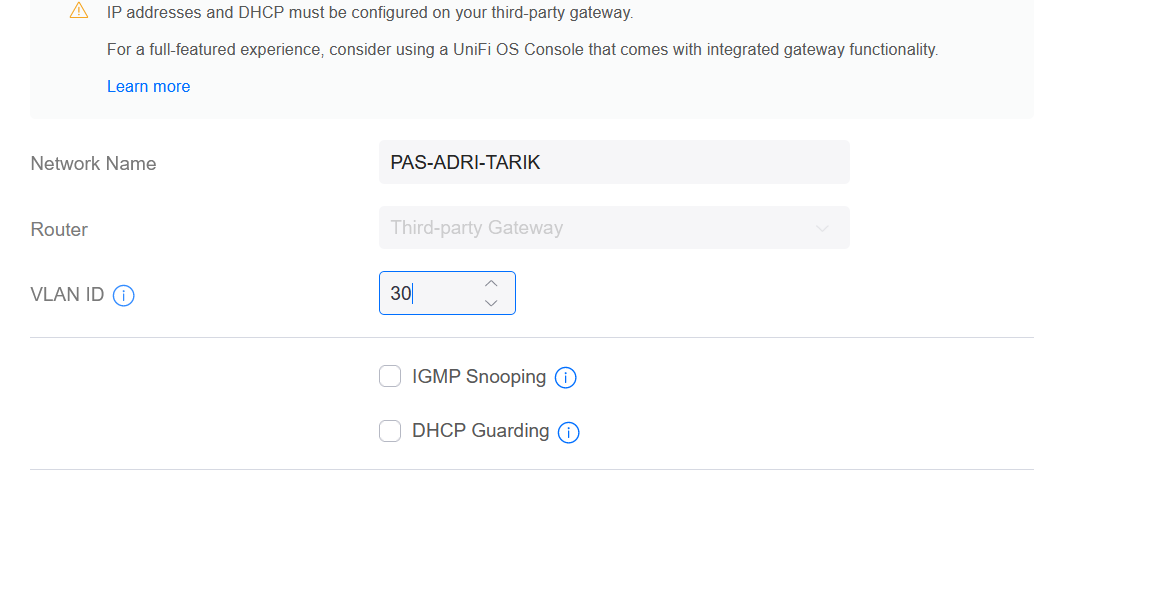 IP addresses and DHCP must be configured on your third-party gateway.
For a full-featured experience, consider using a UniFi OS Console that comes with integrated gateway functionality.
Learn more
Network Name
PAS-ADRI-TARIK
Router
Third-party Gateway
VLAN ID
30
IGMP Snooping
DHCP Guarding